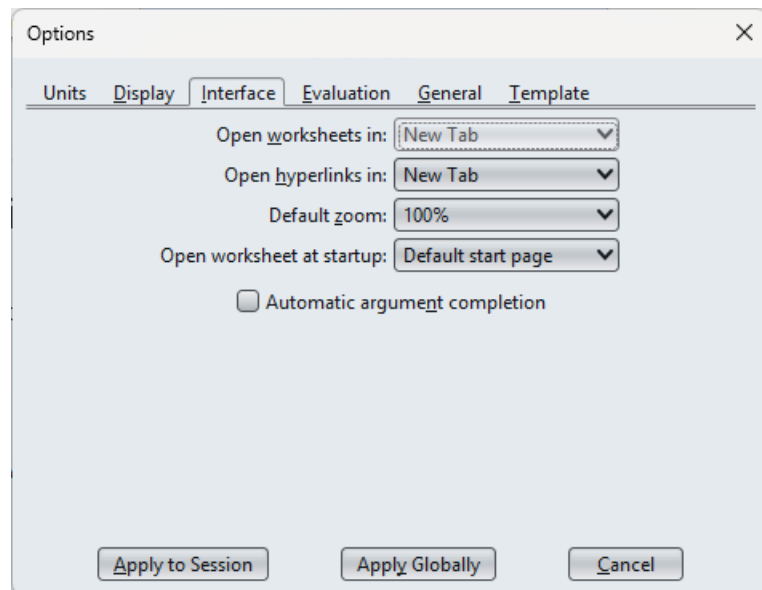 Options
Units Display Interface Evaluation General Template
Open worksheets in: New Tab
Open hyperlinks in: New Tab
Default zoom: 100%
Open worksheet at startup: Default start page
Automatic argument completion
Apply to Session Apply Globally Cancel